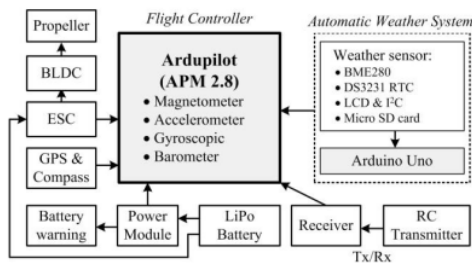 Flight Controller
Automatic Weather System
Propeller
BLDC
ESC
GPS &
Compass
Battery
warning
Power
Module
LiPo
Battery
Ardupilot
(APM 2.8)
• Magnetometer
• Accelerometer
• Gyroscopic
• Barometer
Weather sensor:
• BME280
• DS3231 RTC
• LCD & I²C
• Micro SD card
Arduino Uno
Receiver
RC
Transmitter
Tx/Rx